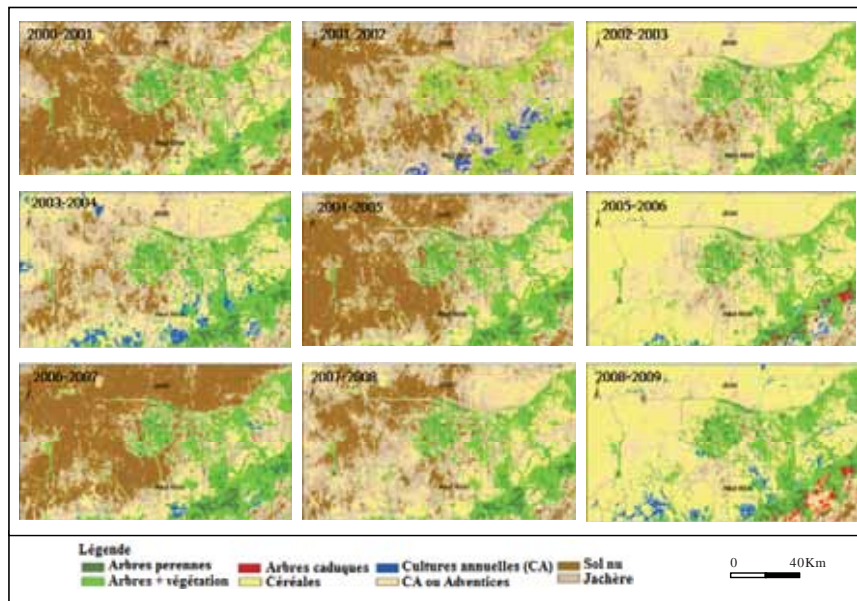 2000-2001
2001-2002
2002-2003
2003-2004
2004-2005
2005-2006
2006-2007
2007-2008
2008-2009
Légende
Arbres perennes
Arbres caduques
Cultures annuelles (CA)
Sol nu
Arbres + végétation
Céréales
CA ou Adventices
Jachère
0 40Km